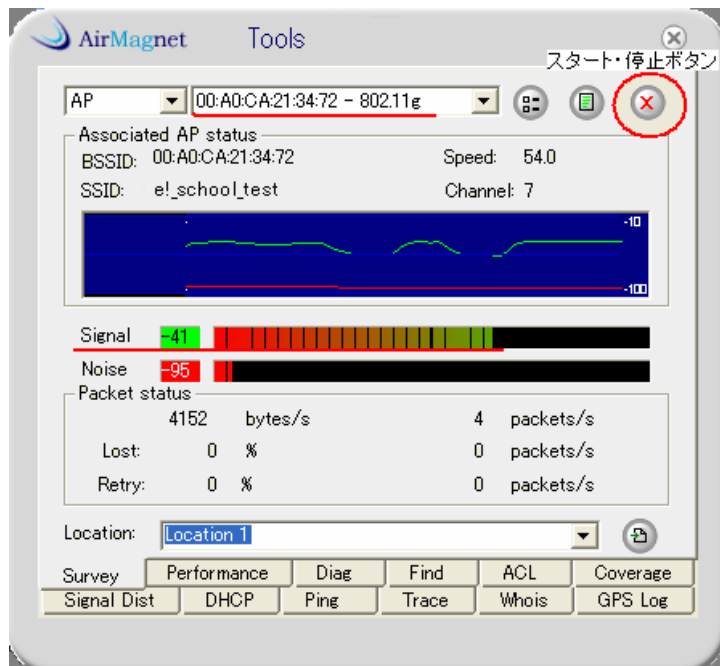 AirMagnet Tools
スタート・停止ボタン
AP 00:A0:CA:21:34:72 - 802.11g
Associated AP status
BSSID: 00:A0:CA:21:34:72 Speed: 54.0
SSID: e!_school_test Channel: 7
-10
-100
Signal -41
Noise -95
Packet status
4152 bytes/s 4 packets/s
Lost: 0 % 0 packets/s
Retry: 0 % 0 packets/s
Location: Location 1
Survey Performance Diag Find ACL Coverage
Signal Dist DHCP Ping Trace Whois GPS Log